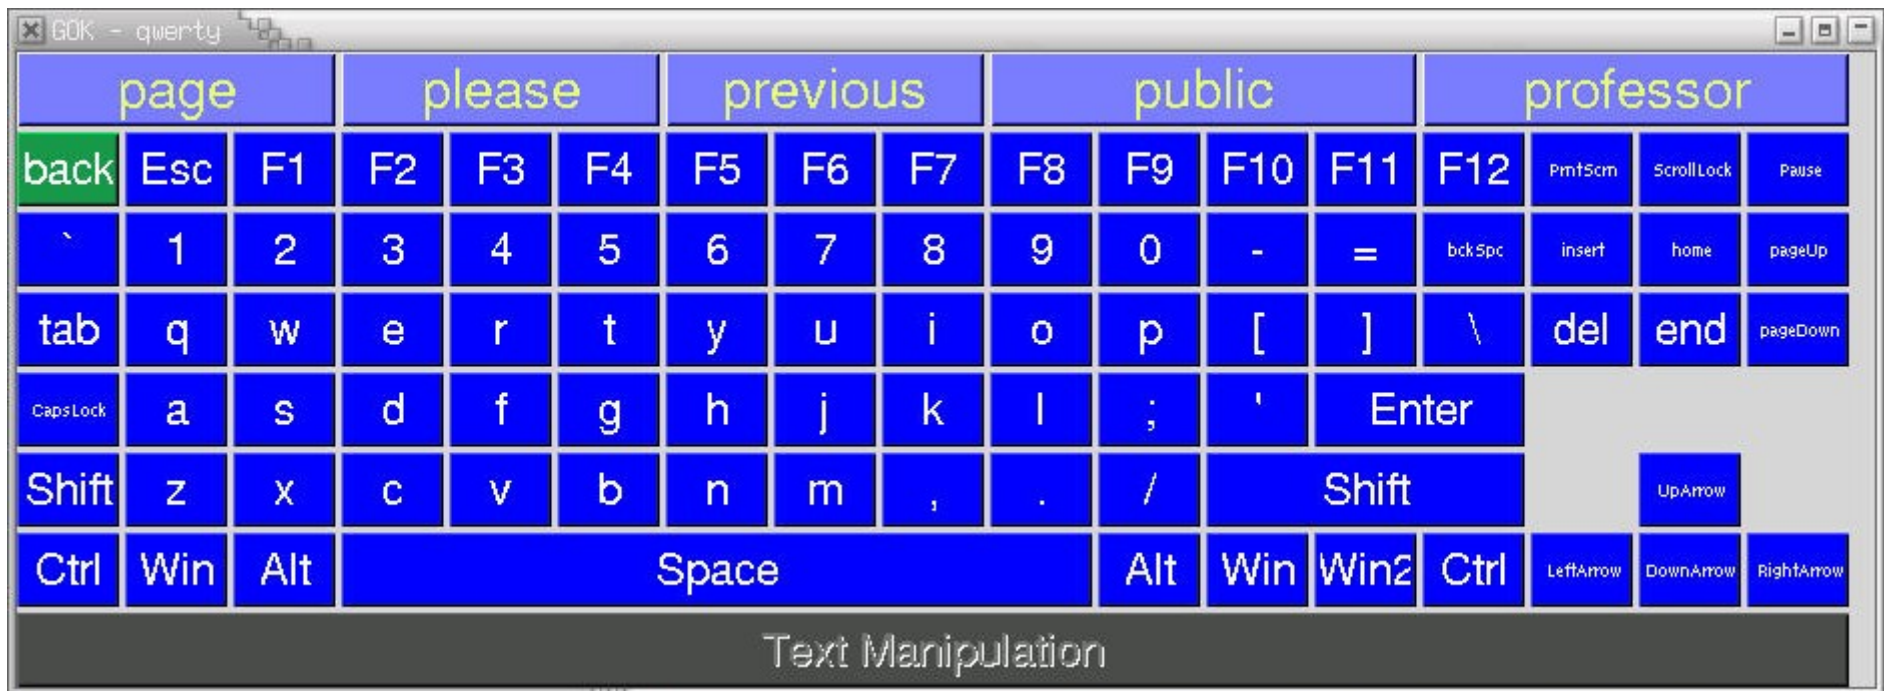 GOK - qwerty
page please previous public professor
back Esc F1 F2 F3 F4 F5 F6 F7 F8 F9 F10 F11 F12 PrntScrn ScrollLock Pause
` 1 2 3 4 5 6 7 8 9 0 - = bckSpc insert home pageUp
tab q w e r t y u i o p [ ] \ del end pageDown
CapsLock a s d f g h j k l ; ' Enter
Shift z x c v b n m , . / Shift UpArrow
Ctrl Win Alt Space Alt Win Win2 Ctrl LeftArrow DownArrow RightArrow
Text Manipulation